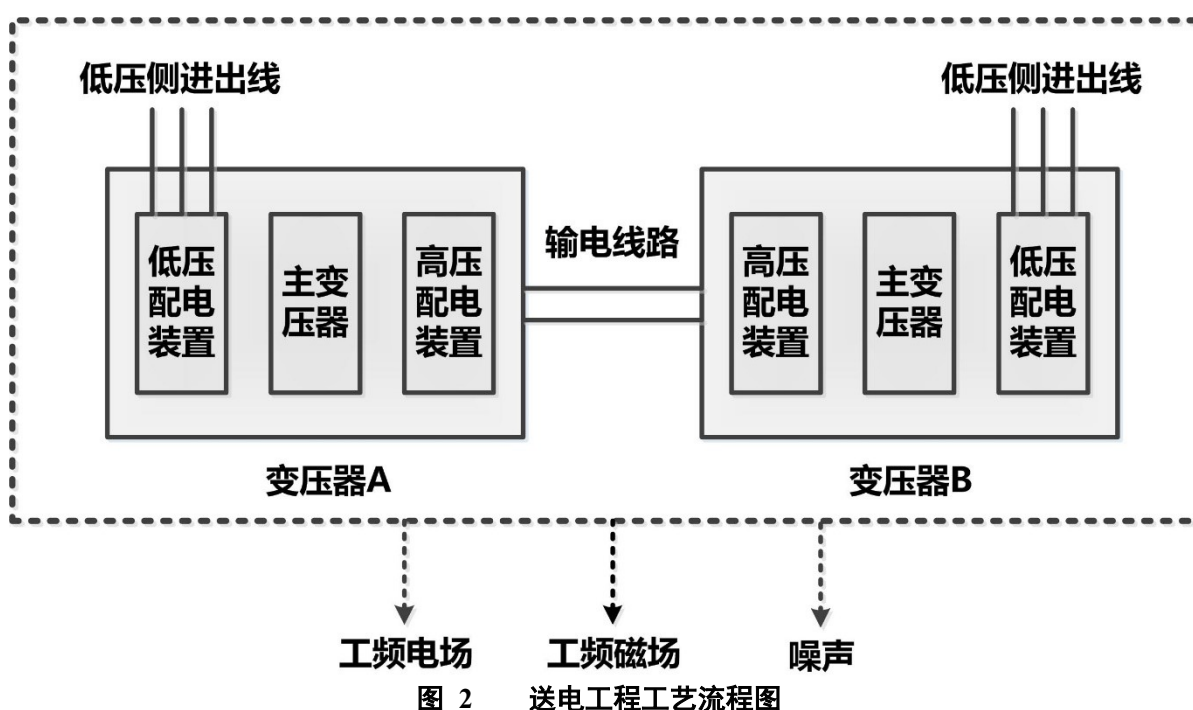 低压侧进出线
低压侧进出线
低压
配电
装置
主变
压器
高压
配电
装置
输电线路
高压
配电
装置
主变
压器
低压
配电
装置
变压器A
变压器B
工频电场
工频磁场
噪声
图 2 送电工程工艺流程图